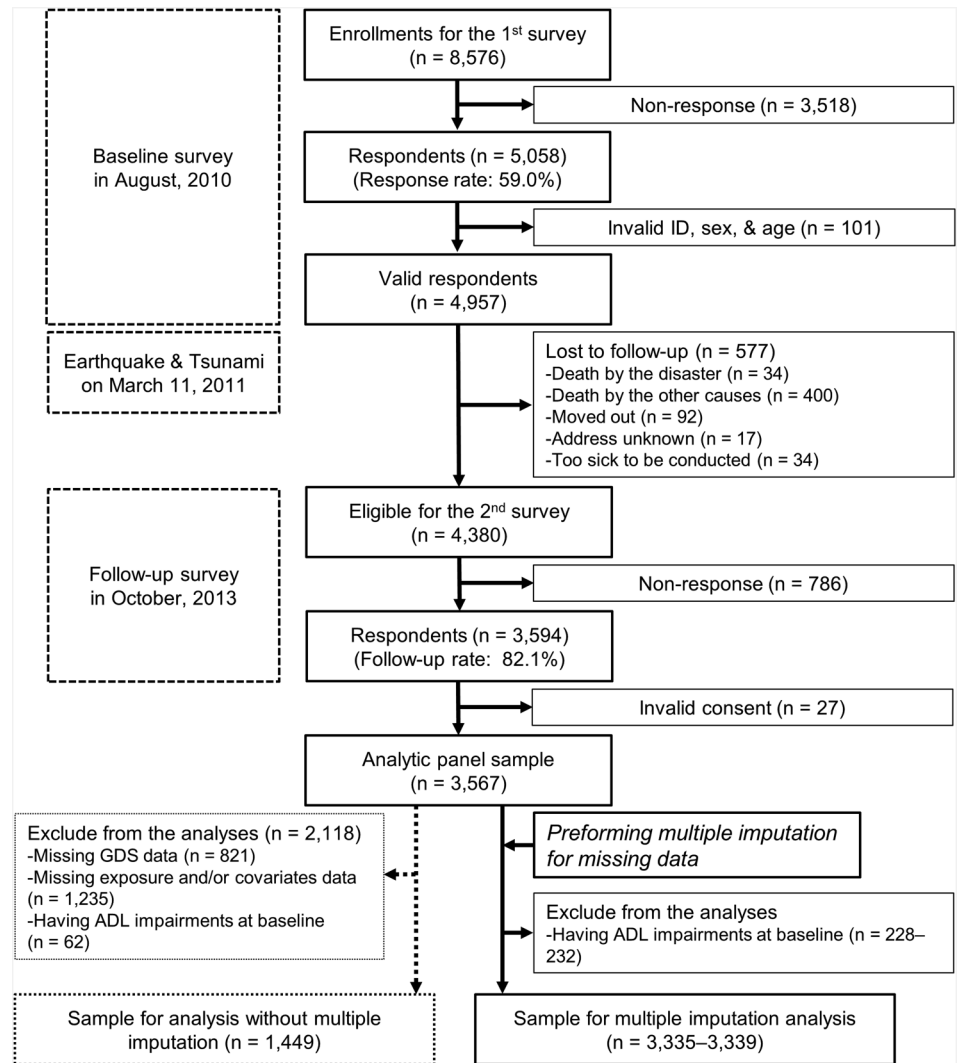 Enrollments for the 1st survey
(n = 8,576)
Non-response (n = 3,518)
Baseline survey
in August, 2010
Respondents (n = 5,058)
(Response rate: 59.0%)
Invalid ID, sex, & age (n = 101)
Valid respondents
(n = 4,957)
Earthquake & Tsunami
on March 11, 2011
Lost to follow-up (n = 577)
-Death by the disaster (n = 34)
-Death by the other causes (n = 400)
-Moved out (n = 92)
-Address unknown (n = 17)
-Too sick to be conducted (n = 34)
Eligible for the 2nd survey
(n = 4,380)
Follow-up survey
in October, 2013
Non-response (n = 786)
Respondents (n = 3,594)
(Follow-up rate: 82.1%)
Invalid consent (n = 27)
Analytic panel sample
(n = 3,567)
Exclude from the analyses (n = 2,118)
-Missing GDS data (n = 821)
-Missing exposure and/or covariates data
(n = 1,235)
-Having ADL impairments at baseline
(n = 62)
Preforming multiple imputation
for missing data
Exclude from the analyses
-Having ADL impairments at baseline (n = 228–
232)
Sample for analysis without multiple
imputation (n = 1,449)
Sample for multiple imputation analysis
(n = 3,335–3,339)